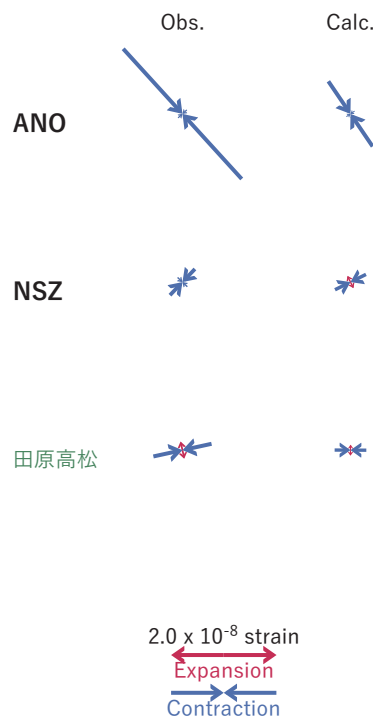 Obs. Calc.
ANO
NSZ
田原高松
2.0 x 10⁻⁸ strain
Expansion
Contraction